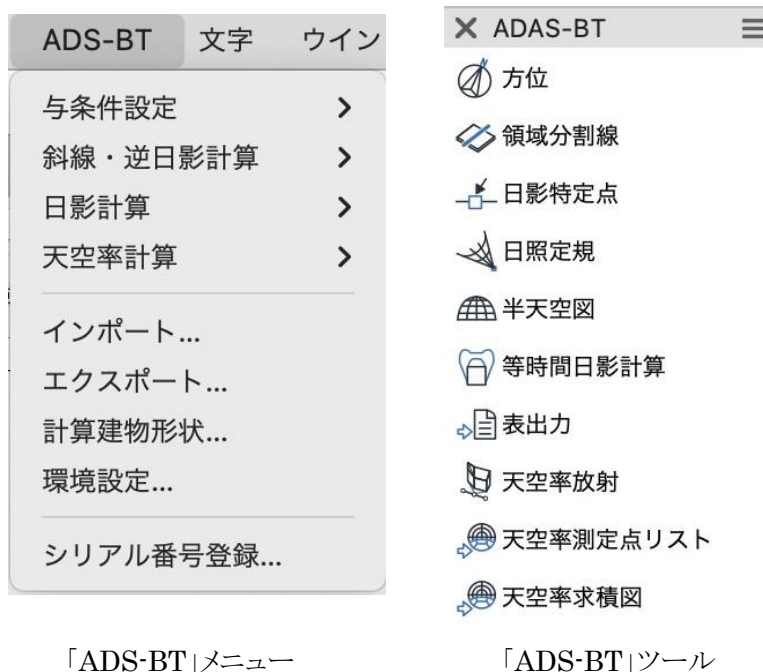 ADS-BT 文字 ウイン
与条件設定
斜線・逆日影計算
日影計算
天空率計算
インポート...
エクスポート...
計算建物形状...
環境設定...
シリアル番号登録...
「ADS-BT」メニュー
ADAS-BT
方位
領域分割線
日影特定点
日照定規
半天空図
等時間日影計算
表出力
天空率放射
天空率測定点リスト
天空率求積図
「ADS-BT」ツール